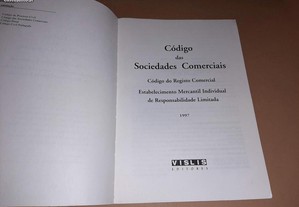 Código
das
Sociedades Comerciais
Código do Registo Comercial
Estabelecimento Mercantil Individual
de Responsabilidade Limitada
1997
VISLIS
EDITORES